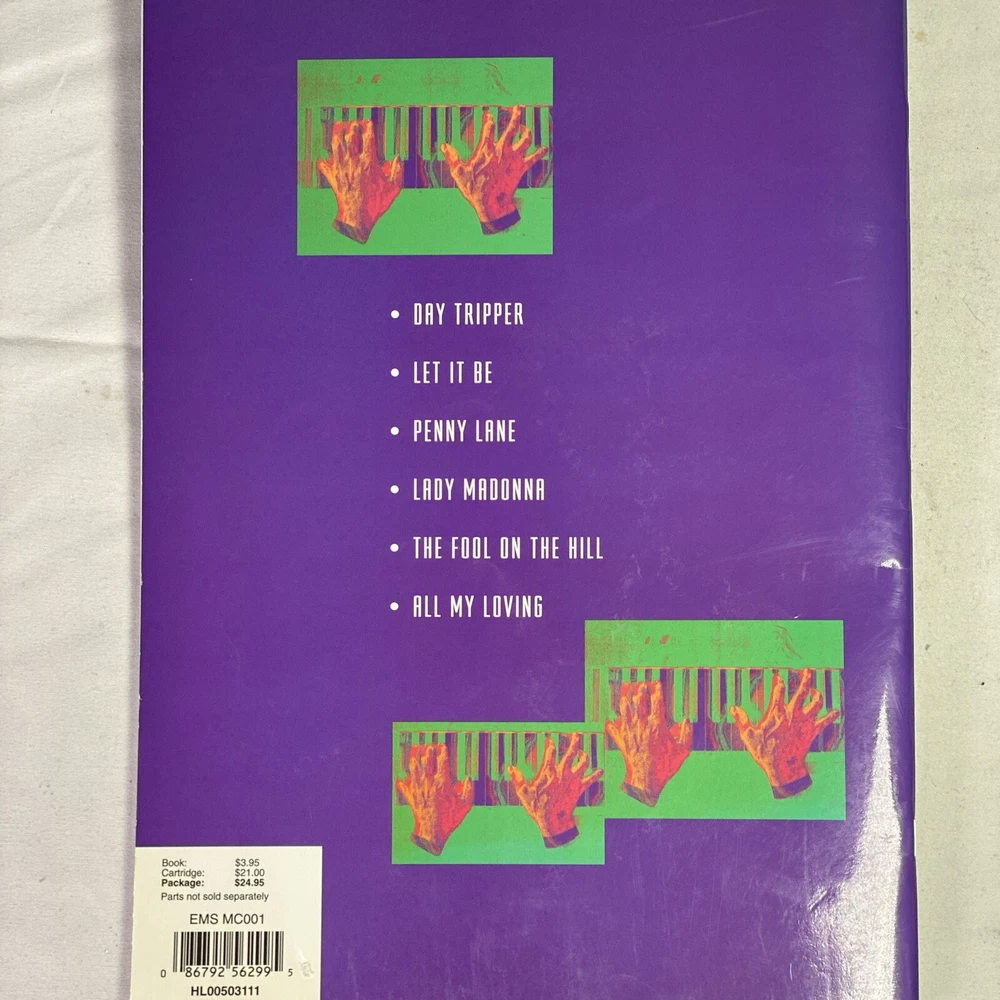 • DAY TRIPPER
• LET IT BE
• PENNY LANE
• LADY MADONNA
• THE FOOL ON THE HILL
• ALL MY LOVING
Book: $3.95
Cartridge: $21.00
Package: $24.95
Parts not sold separately
EMS MC001
0 86792 56299 5
HL00503111